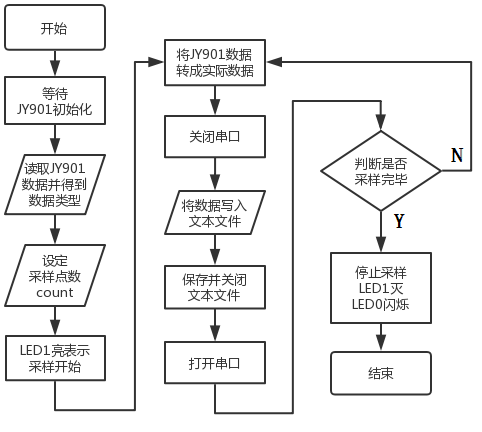 开始
等待
JY901初始化
读取JY901
数据并得到
数据类型
设定
采样点数
count
LED1亮表示
采样开始
将JY901数据
转成实际数据
关闭串口
将数据写入
文本文件
保存并关闭
文本文件
打开串口
判断是否
采样完毕
N
Y
停止采样
LED1灭
LED0闪烁
结束